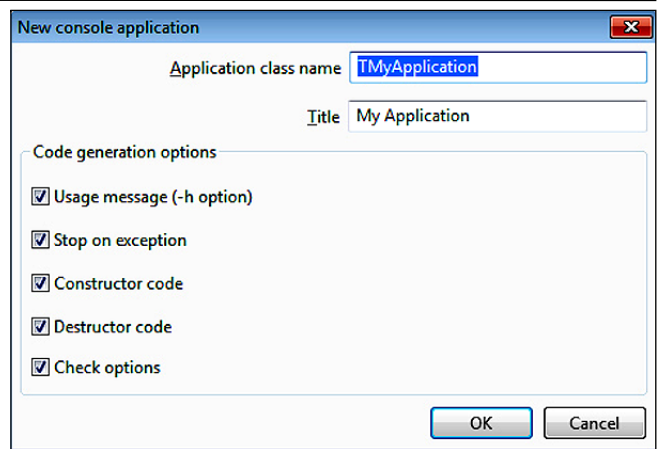 New console application
Application class name TMyApplication
Title My Application
Code generation options
Usage message (-h option)
Stop on exception
Constructor code
Destructor code
Check options
OK Cancel